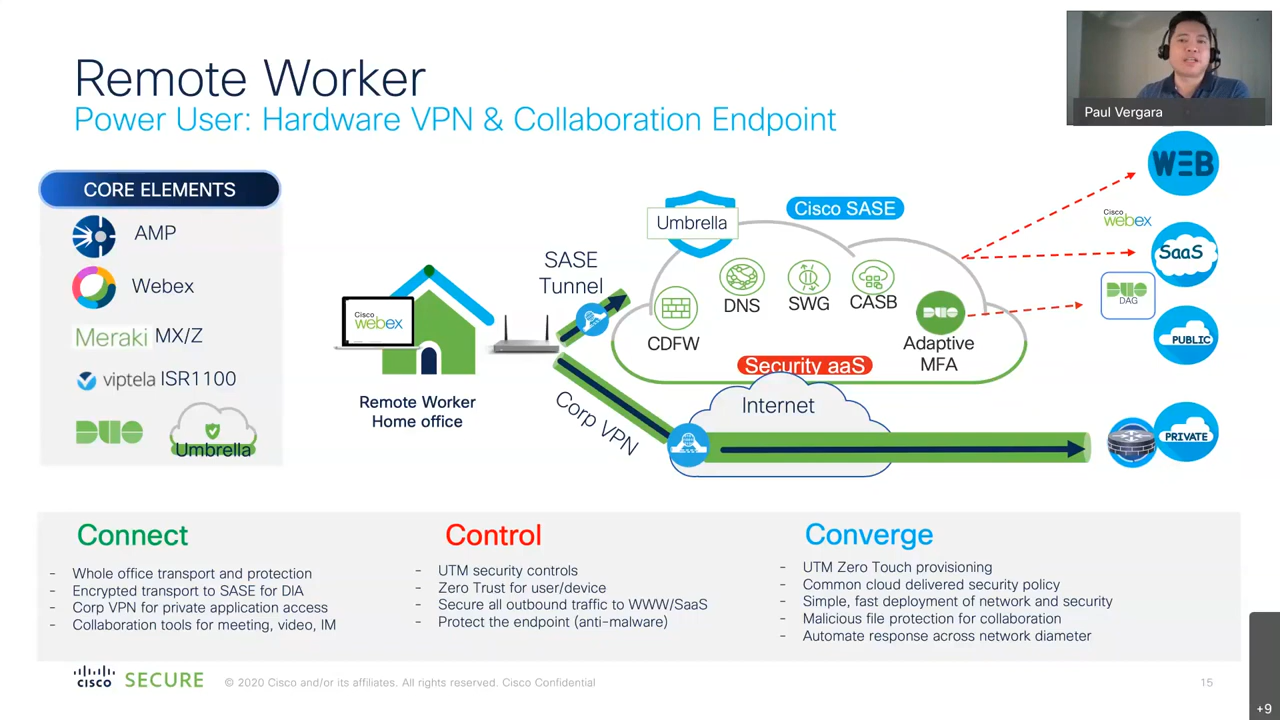 Remote Worker
Power User: Hardware VPN & Collaboration Endpoint
Paul Vergara
CORE ELEMENTS
AMP
Webex
Meraki MX/Z
viptela ISR1100
DUO
Umbrella
Cisco
webex
Remote Worker
Home office
SASE
Tunnel
Corp VPN
Umbrella
Cisco SASE
CDFW
DNS
SWG
CASB
DUO
Adaptive
MFA
Security aaS
Internet
WEB
Cisco
webex
SaaS
DUO
DAG
PUBLIC
PRIVATE
Connect
- Whole office transport and protection
- Encrypted transport to SASE for DIA
- Corp VPN for private application access
- Collaboration tools for meeting, video, IM
Control
- UTM security controls
- Zero Trust for user/device
- Secure all outbound traffic to WWW/SaaS
- Protect the endpoint (anti-malware)
Converge
- UTM Zero Touch provisioning
- Common cloud delivered security policy
- Simple, fast deployment of network and security
- Malicious file protection for collaboration
- Automate response across network diameter
cisco SECURE
© 2020 Cisco and/or its affiliates. All rights reserved. Cisco Confidential
15
+9